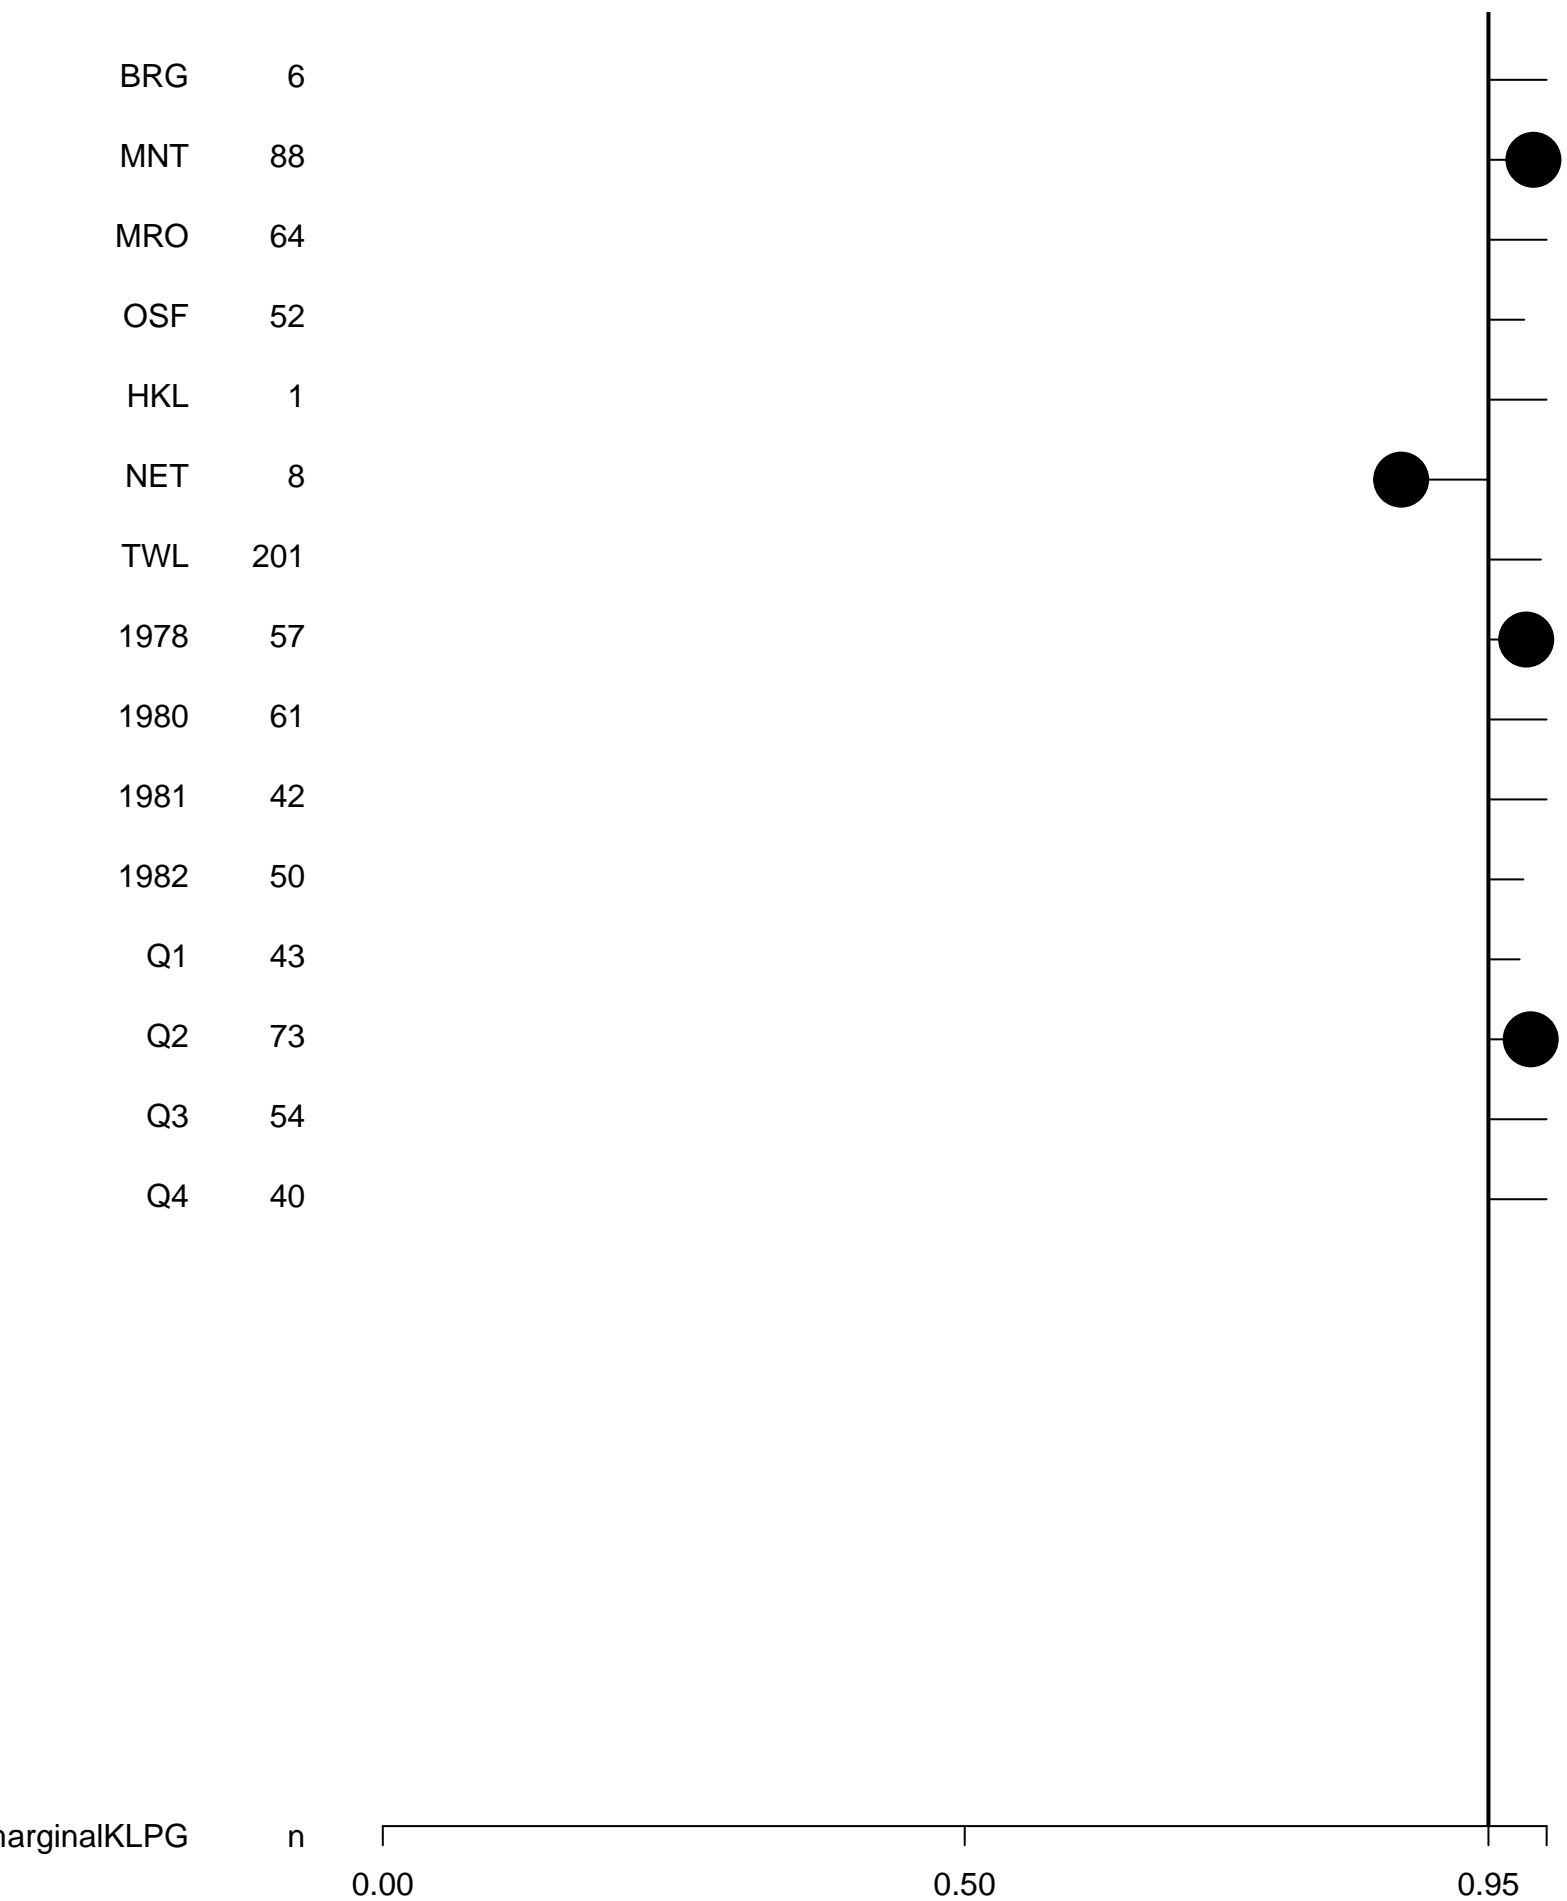 BRG 6
MNT 88
MRO 64
OSF 52
HKL 1
NET 8
TWL 201
1978 57
1980 61
1981 42
1982 50
Q1 43
Q2 73
Q3 54
Q4 40
arginalKLPG n
0.00 0.50 0.95